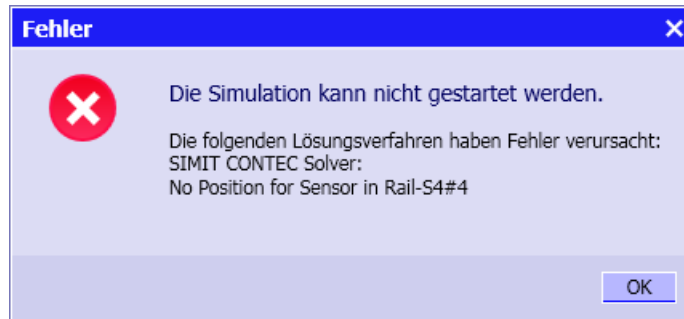 Fehler
Die Simulation kann nicht gestartet werden.
Die folgenden Lösungsverfahren haben Fehler verursacht:
SIMIT CONTEC Solver:
No Position for Sensor in Rail-S4#4
OK